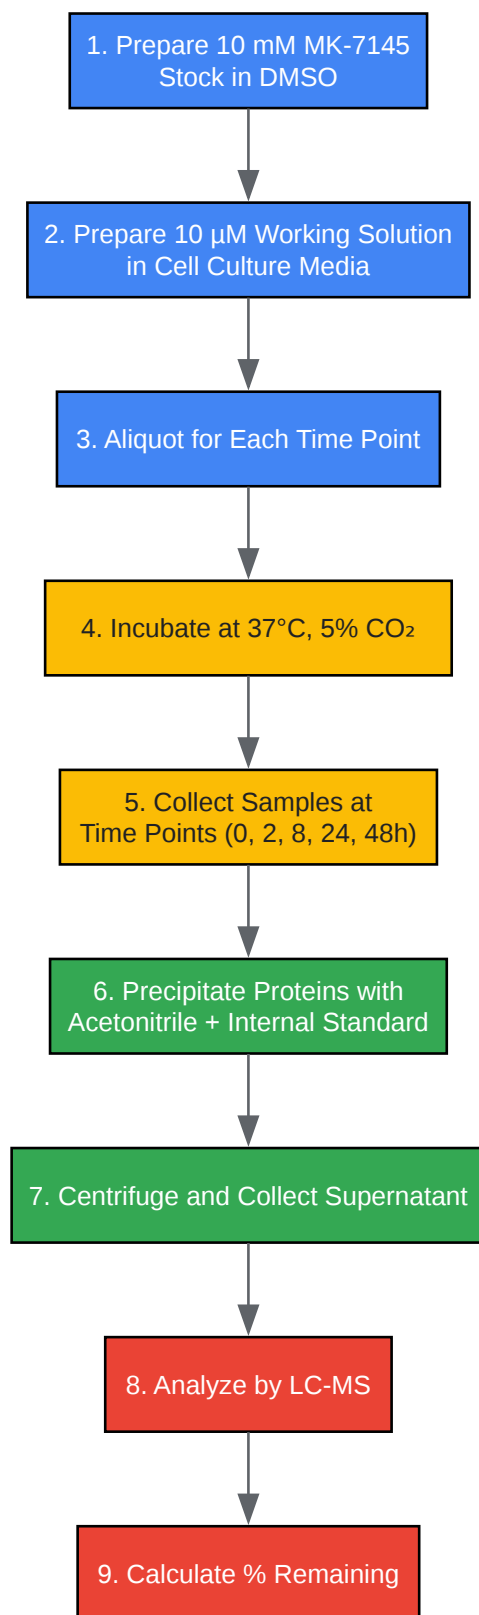 1. Prepare 10 mM MK-7145
Stock in DMSO
2. Prepare 10 µM Working Solution
in Cell Culture Media
3. Aliquot for Each Time Point
4. Incubate at 37°C, 5% CO₂
5. Collect Samples at
Time Points (0, 2, 8, 24, 48h)
6. Precipitate Proteins with
Acetonitrile + Internal Standard
7. Centrifuge and Collect Supernatant
8. Analyze by LC-MS
9. Calculate % Remaining